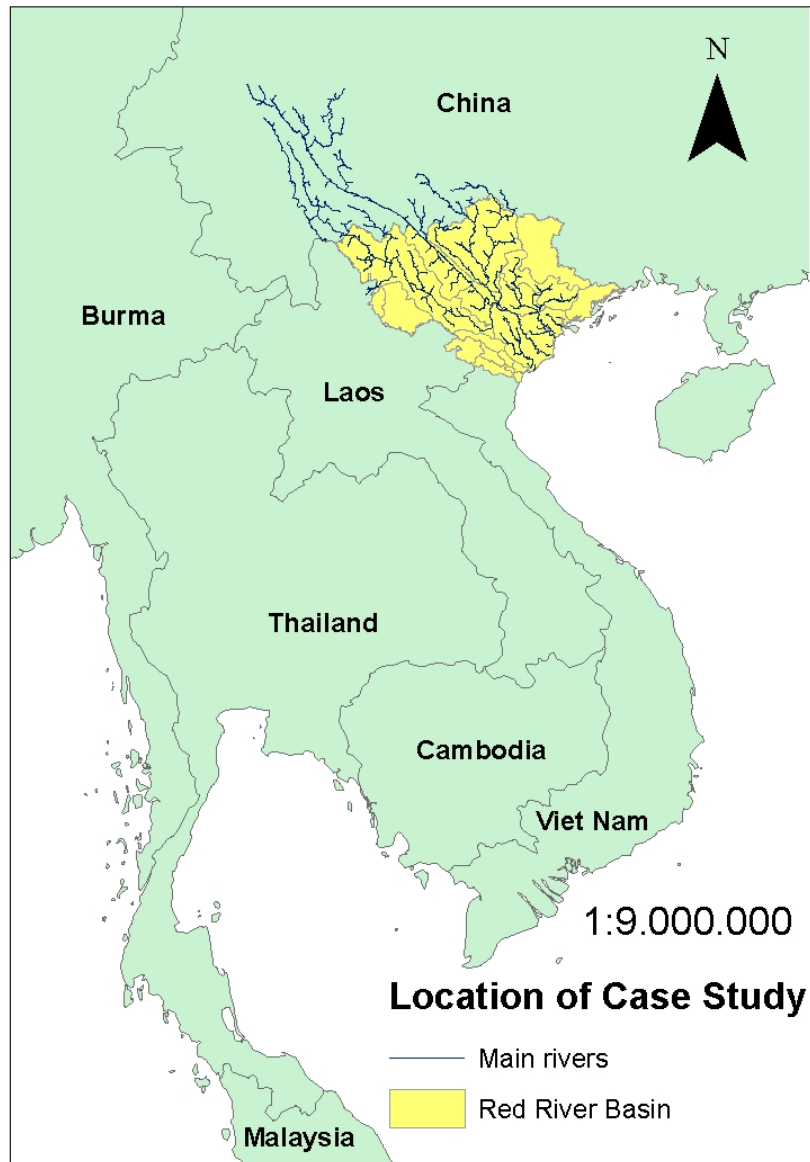 N
China
Burma
Laos
Thailand
Cambodia
Viet Nam
1:9.000.000
Location of Case Study
Main rivers
Red River Basin
Malaysia